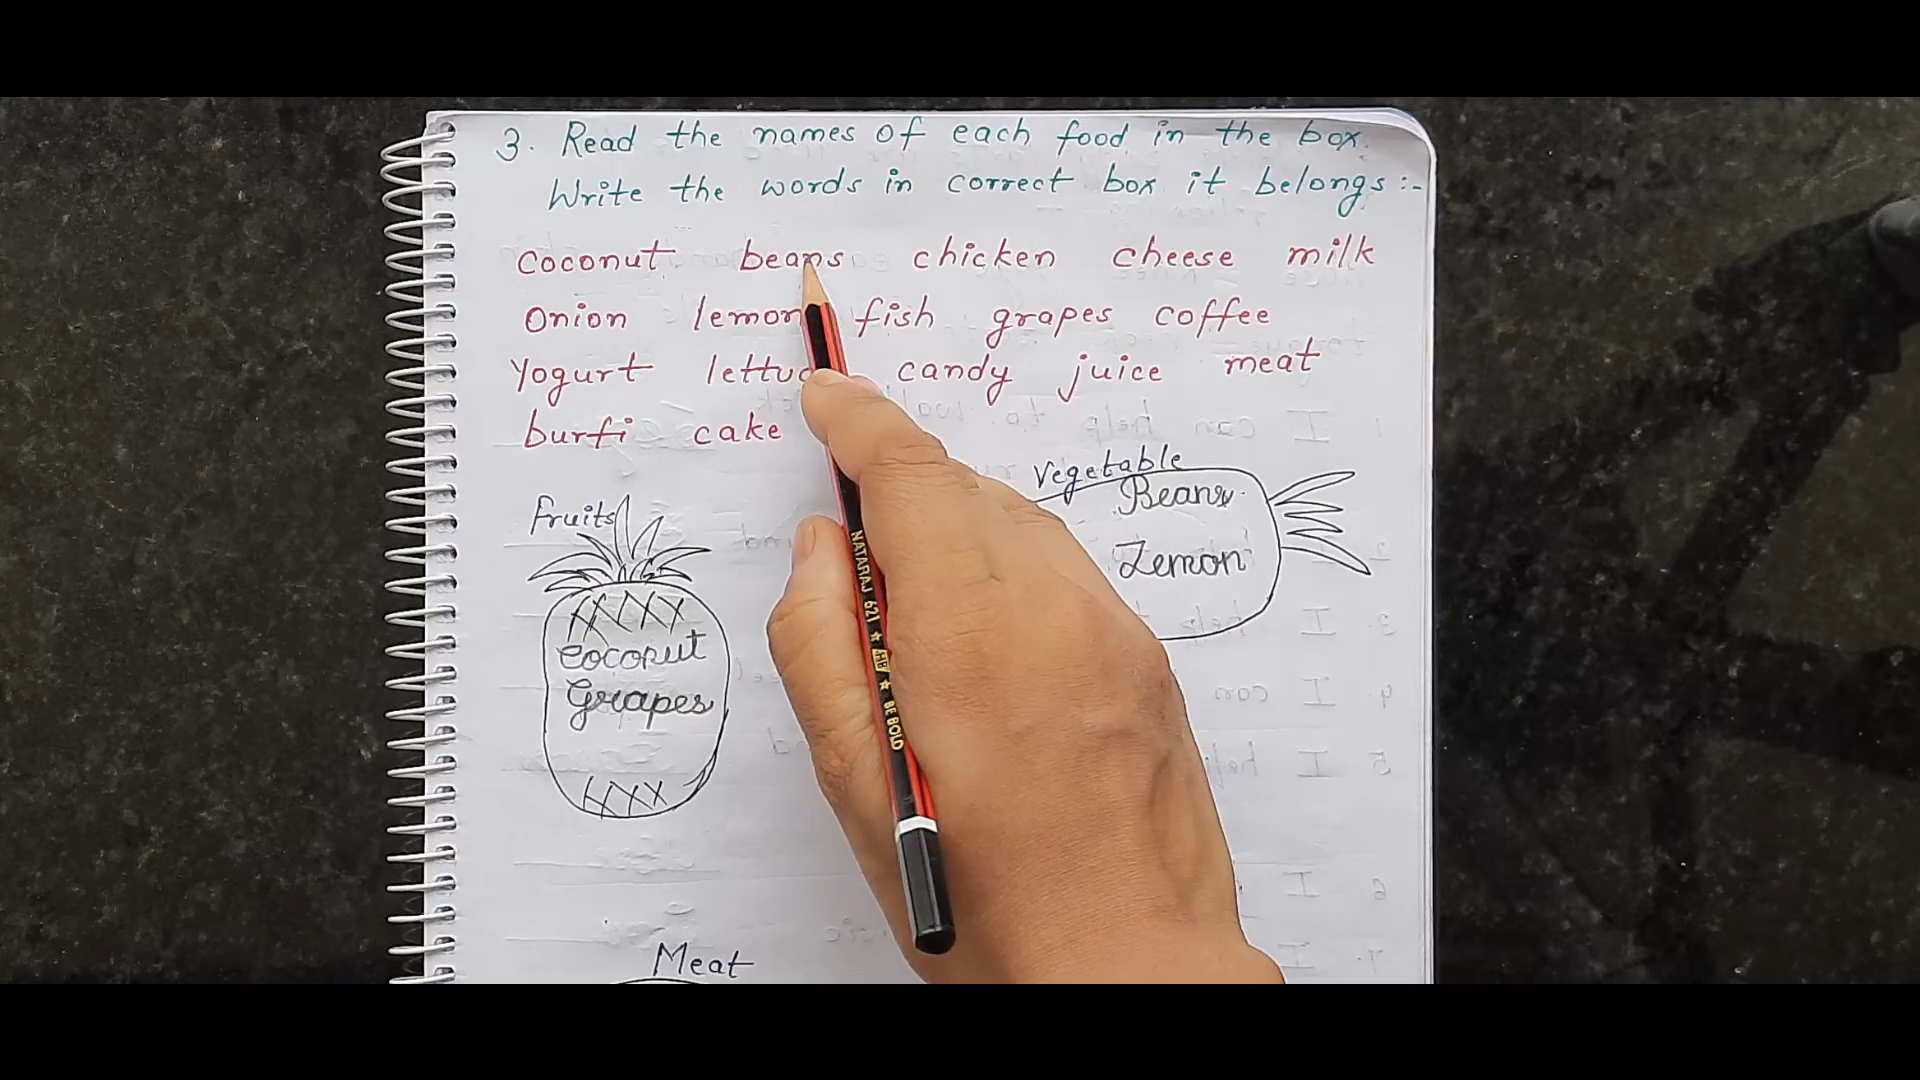 3. Read the names of each food in the box.
Write the words in correct box it belongs:-
coconut beans chicken cheese milk
Onion lemon fish grapes coffee
Yogurt candy juice meat
burfi cake
Vegetable
Fruits
Beans
Lemon
Coconut
Grapes
NATARAJ 621 ★ HB ★ BE BOLD
Meat